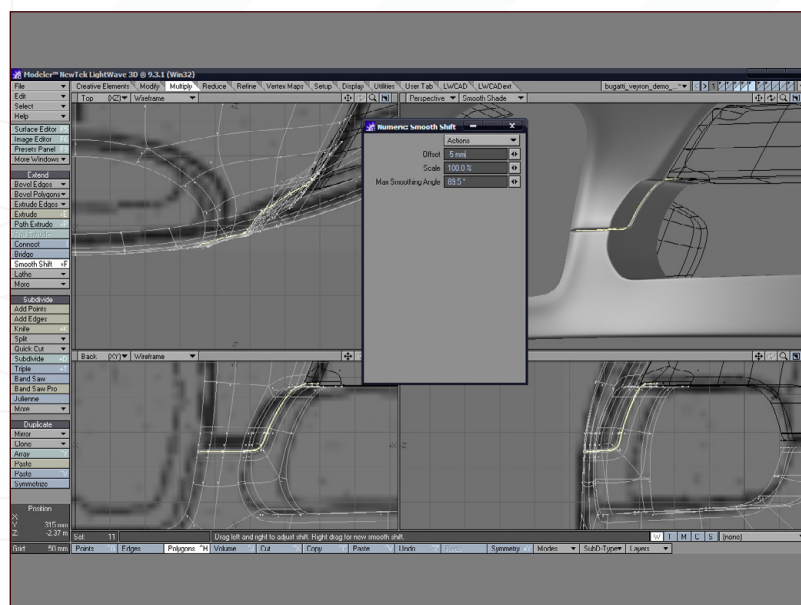 Modeler™ NewTek LightWave 3D ® 9.3.1 (Win32)
File Creative Elements Modify Multiply Reduce Refine Vertex Maps Setup Display Utilities User Tab LWCAD LWCADext bugatti_veyron_demo_...* 1
Edit
Top (XZ) Wireframe Perspective Smooth Shade
Select
Help
Surface Editor F5
Image Editor F6
Presets Panel F8
More Windows
Numeric: Smooth Shift
Actions
Offset 5 mm
Scale 100.0 %
Max Smoothing Angle 89.5°
Extend
Bevel Edges
Bevel Polygons
Extrude Edges
Extrude
Path Extrude
Rail Extrude
Connect
Bridge
Smooth Shift +F
Lathe
More
Subdivide
Add Points
Add Edges
Knife
Split
Quick Cut
Subdivide
Back (XY) Wireframe
Triple
Band Saw
Band Saw Pro
Julienne
More
Duplicate
Mirror
Clone
Array
Paste
Paste
Symmetrize
Position
X:
Y: 315 mm
Z: -2.37 m
Sel: 11 Drag left and right to adjust shift. Right drag for new smooth shift. W T M C S (none)
Grid: 50 mm Points Edges Polygons ^H Volume Cut Copy Paste Undo Symmetry Modes SubD-Type Layers